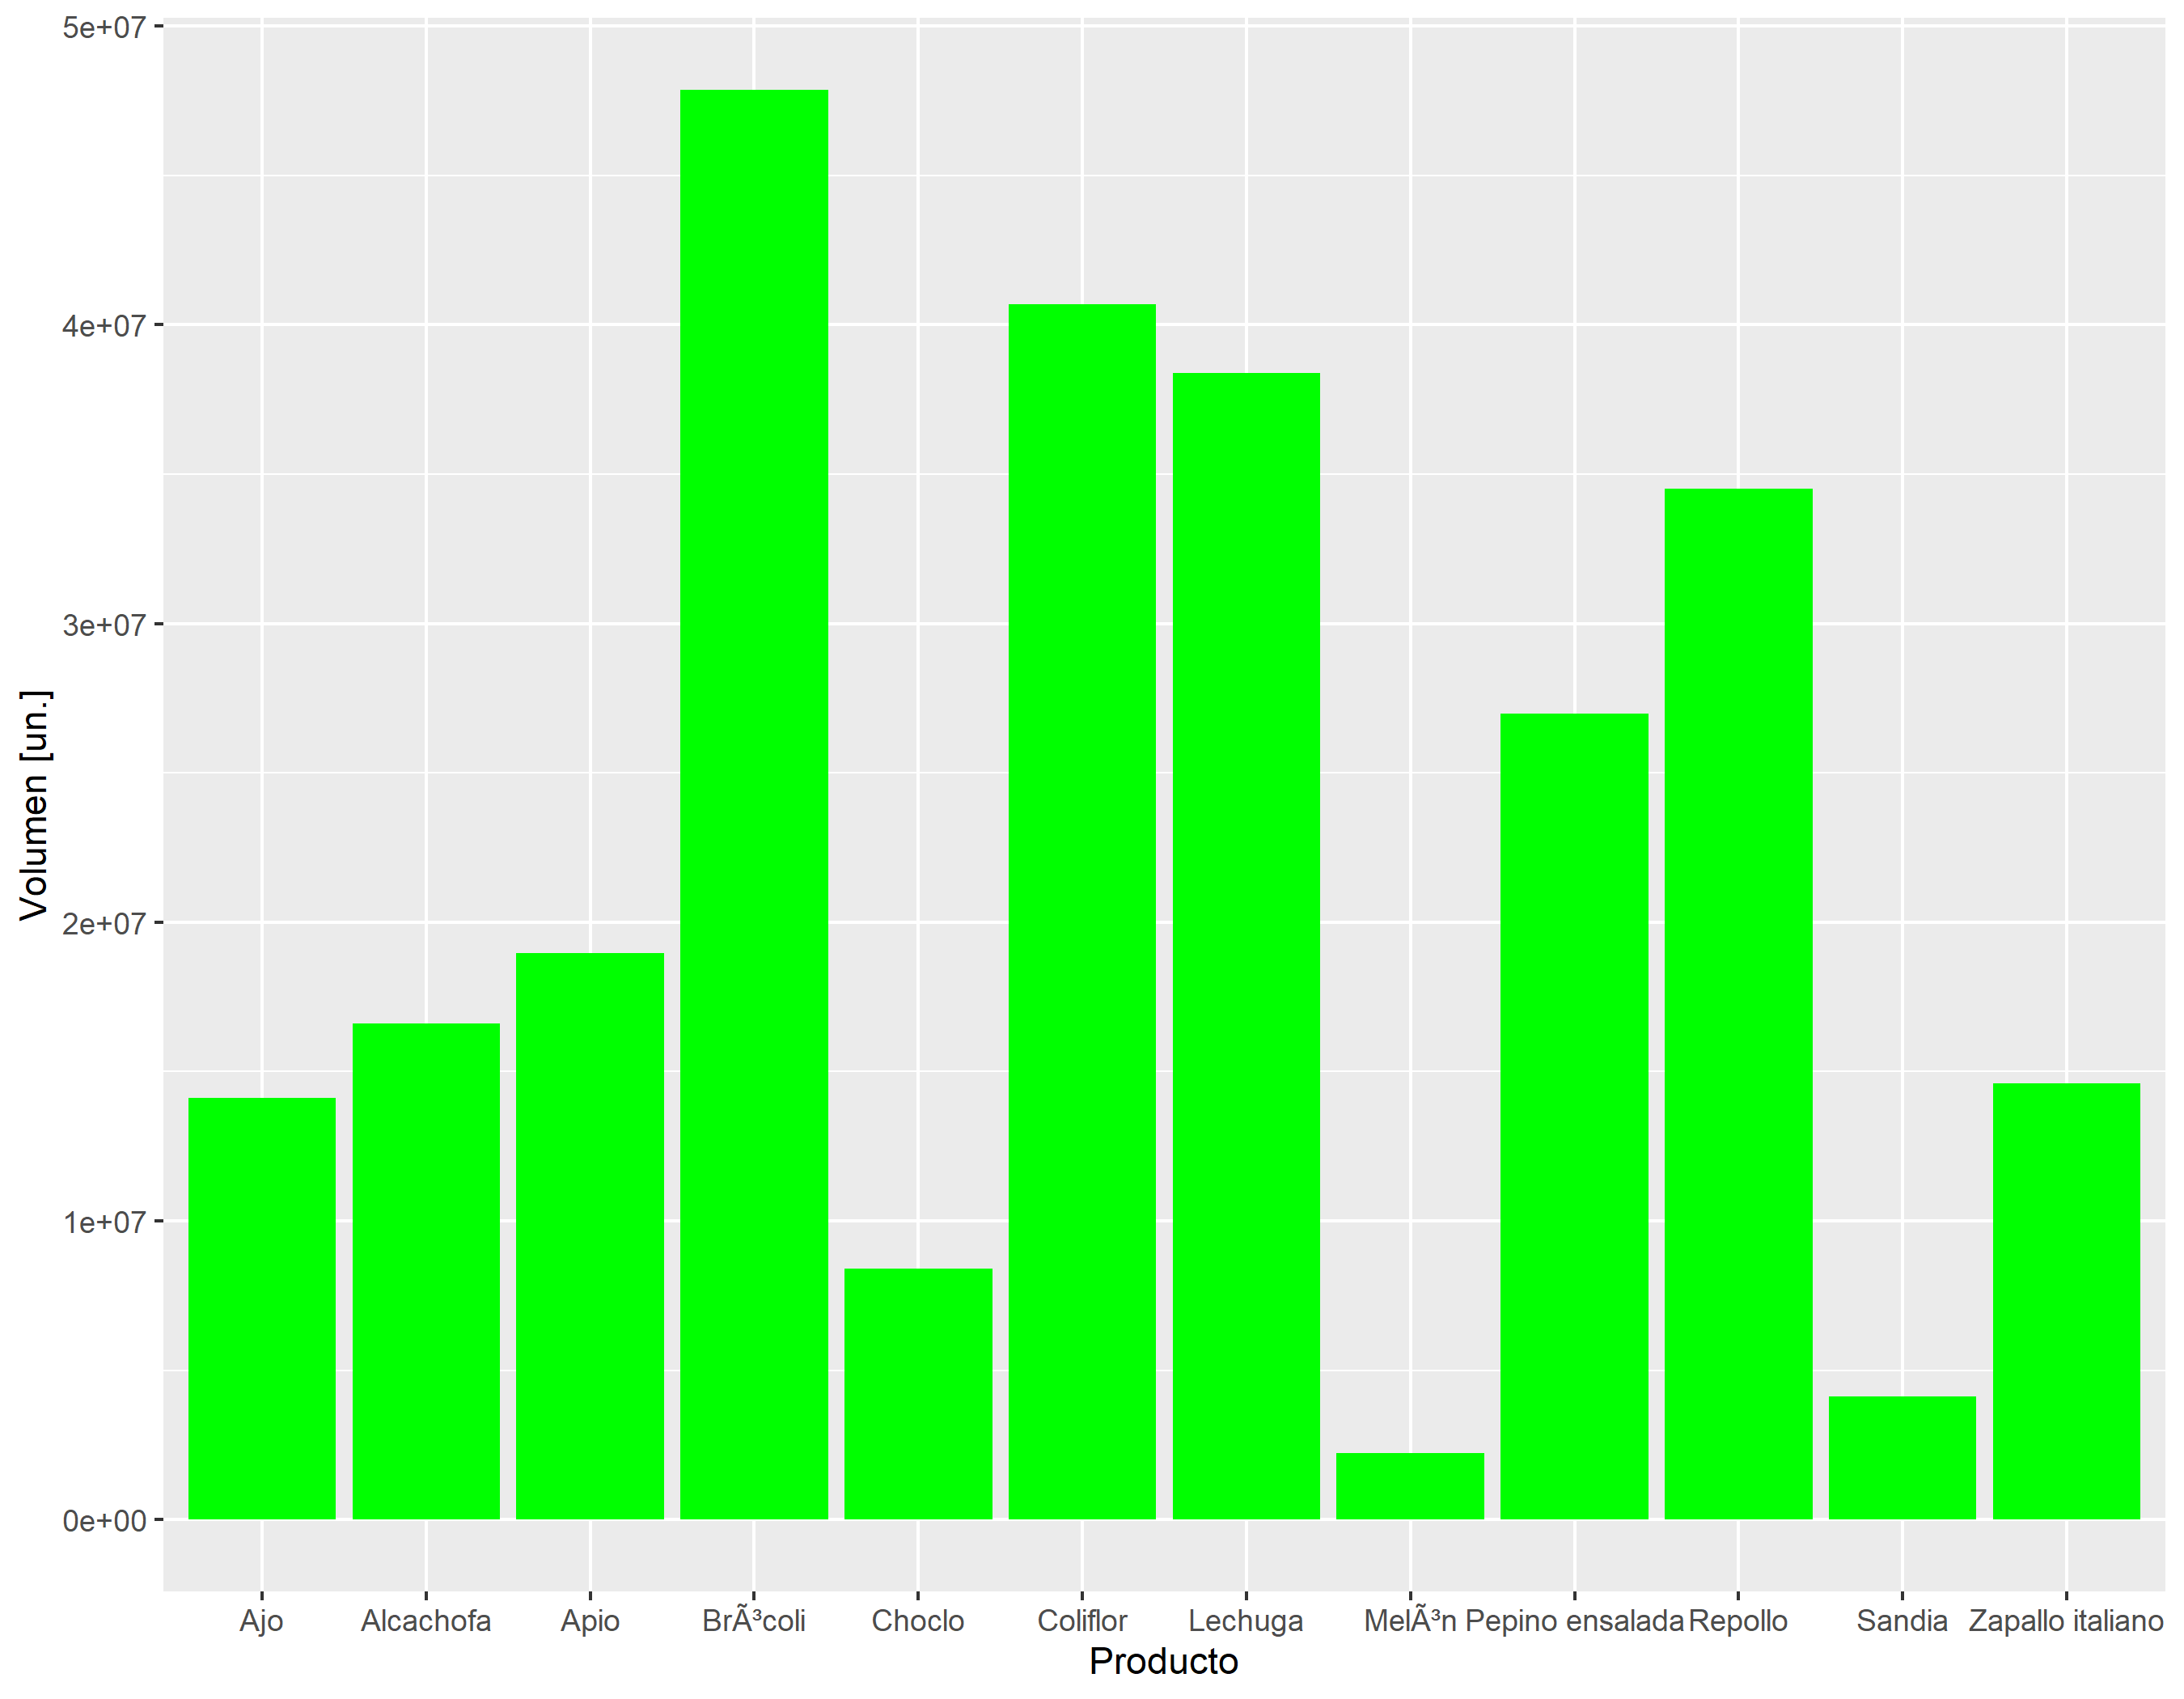 Volumen [un.]
5e+07
4e+07
3e+07
2e+07
1e+07
0e+00
Ajo Alcachofa Apio BrÃ³coli Choclo Coliflor Lechuga MelÃ³n Pepino ensalada Repollo Sandia Zapallo italiano
Producto